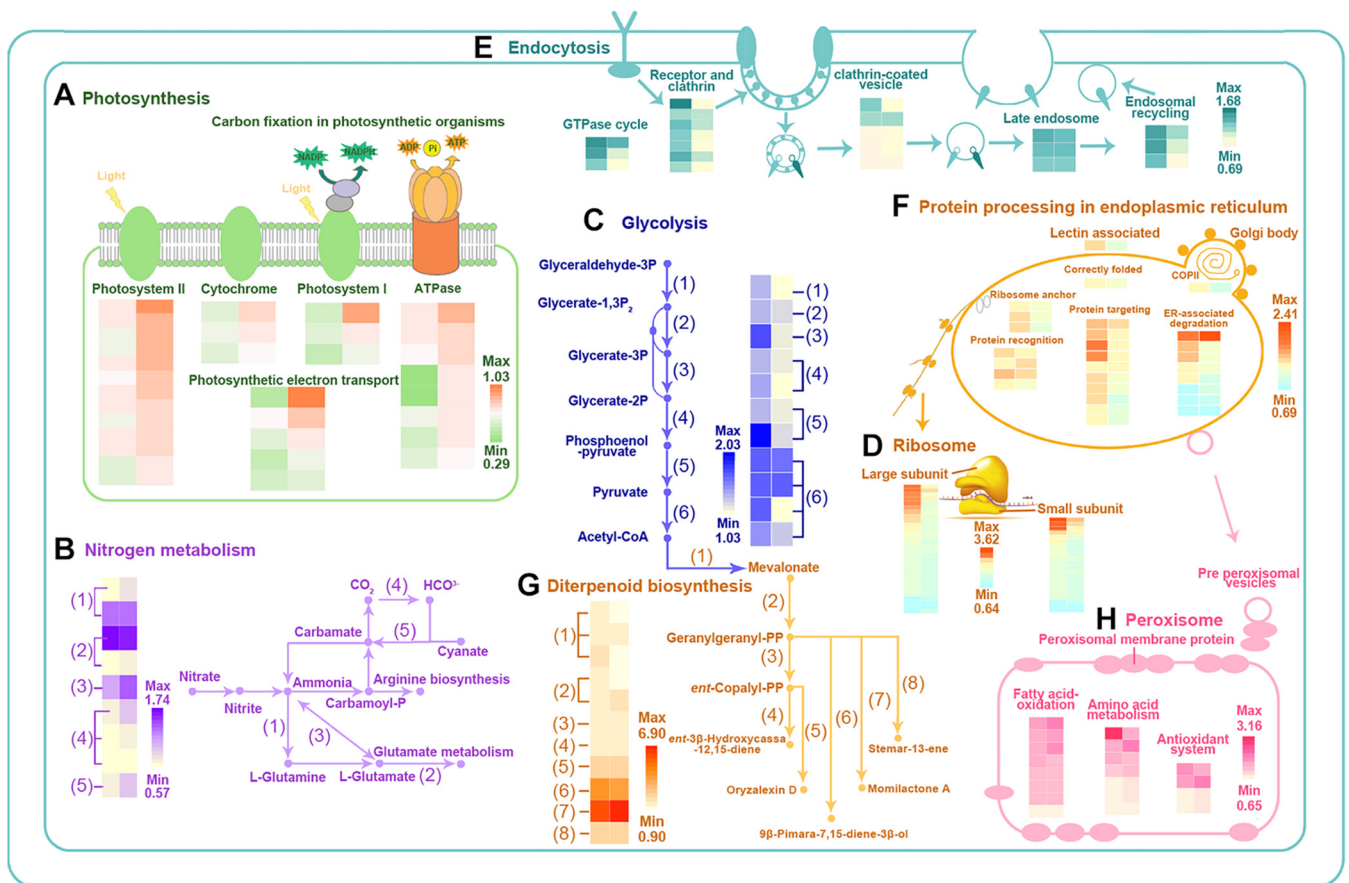 A Photosynthesis
Carbon fixation in photosynthetic organisms
NADP
NADPH
ADP
Pi
ATP
Light
Light
Photosystem II
Cytochrome
Photosystem I
ATPase
Photosynthetic electron transport
Max
1.03
Min
0.29
B Nitrogen metabolism
(1)
(2)
(3)
(4)
(5)
Max
1.74
Min
0.57
CO2
(4)
HCO3-
Carbamate
(5)
Cyanate
Nitrate
Nitrite
Ammonia
Carbamoyl-P
Arginine biosynthesis
(1)
(3)
Glutamate metabolism
L-Glutamine
L-Glutamate
(2)
C Glycolysis
Glyceraldehyde-3P
(1)
Glycerate-1,3P2
(2)
Glycerate-3P
(3)
Glycerate-2P
(4)
Phosphoenol
-pyruvate
(5)
Pyruvate
(6)
Acetyl-CoA
(1)
(2)
(3)
(4)
(5)
(6)
Max
2.03
Min
1.03
(1)
Mevalonate
E Endocytosis
GTPase cycle
Receptor and
clathrin
clathrin-coated
vesicle
Late endosome
Endosomal
recycling
Max
1.68
Min
0.69
F Protein processing in endoplasmic reticulum
Lectin associated
Golgi body
Correctly folded
COPII
Ribosome anchor
Protein targeting
ER-associated
degradation
Protein recognition
Max
2.41
Min
0.69
D Ribosome
Large subunit
Small subunit
Max
3.62
Min
0.64
G Diterpenoid biosynthesis
(1)
(2)
(3)
(4)
(5)
(6)
(7)
(8)
Max
6.90
Min
0.90
(2)
Geranylgeranyl-PP
(3)
ent-Copalyl-PP
(4)
(5)
(6)
(7)
(8)
ent-3β-Hydroxycassa
-12,15-diene
Stemar-13-ene
Oryzalexin D
Momilactone A
9β-Pimara-7,15-diene-3β-ol
Pre peroxisomal
vesicles
H Peroxisome
Peroxisomal membrane protein
Fatty acid-
oxidation
Amino acid
metabolism
Antioxidant
system
Max
3.16
Min
0.65